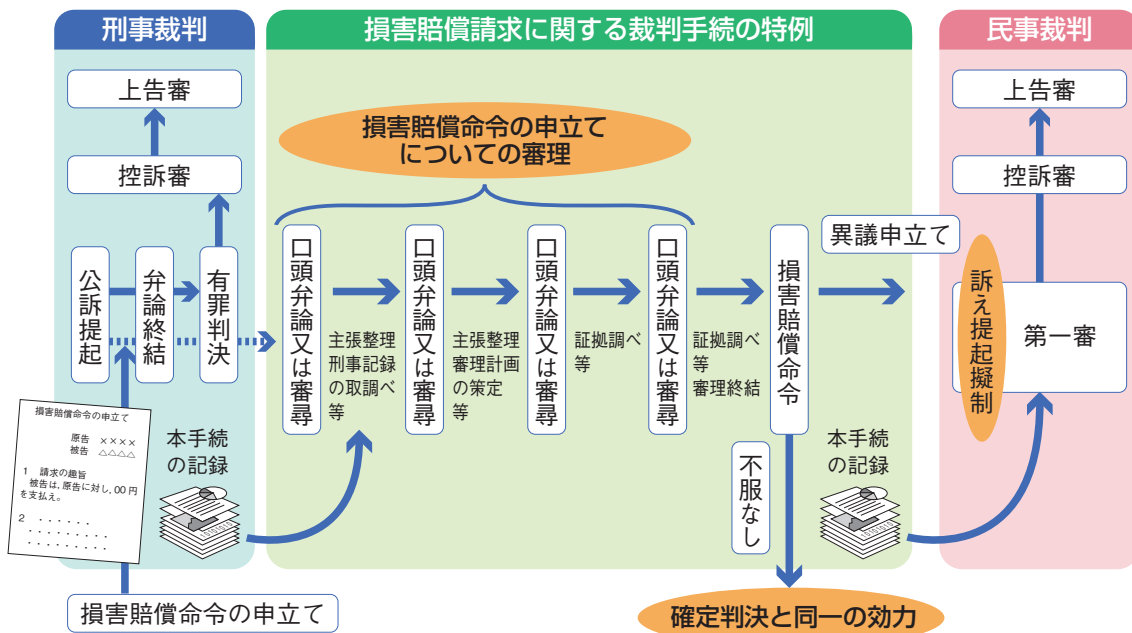 刑事裁判
上告審
控訴審
公訴提起
弁論終結
有罪判決
損害賠償命令の申立て
原告　××××
被告　△△△△
1　請求の趣旨
被告は、原告に対し、00円
を支払え。
2　・・・・・・
・・・・・・・・・
・・・・・・・・・
本手続
の記録
損害賠償命令の申立て
損害賠償請求に関する裁判手続の特例
損害賠償命令の申立て
についての審理
口頭弁論又は審尋
主張整理
刑事記録
の取調べ
等
口頭弁論又は審尋
主張整理
審理計画
の策定
等
口頭弁論又は審尋
証拠調べ
等
口頭弁論又は審尋
証拠調べ
等
審理終結
損害賠償命令
異議申立て
不服なし
本手続
の記録
確定判決と同一の効力
民事裁判
上告審
控訴審
訴え提起擬制
第一審